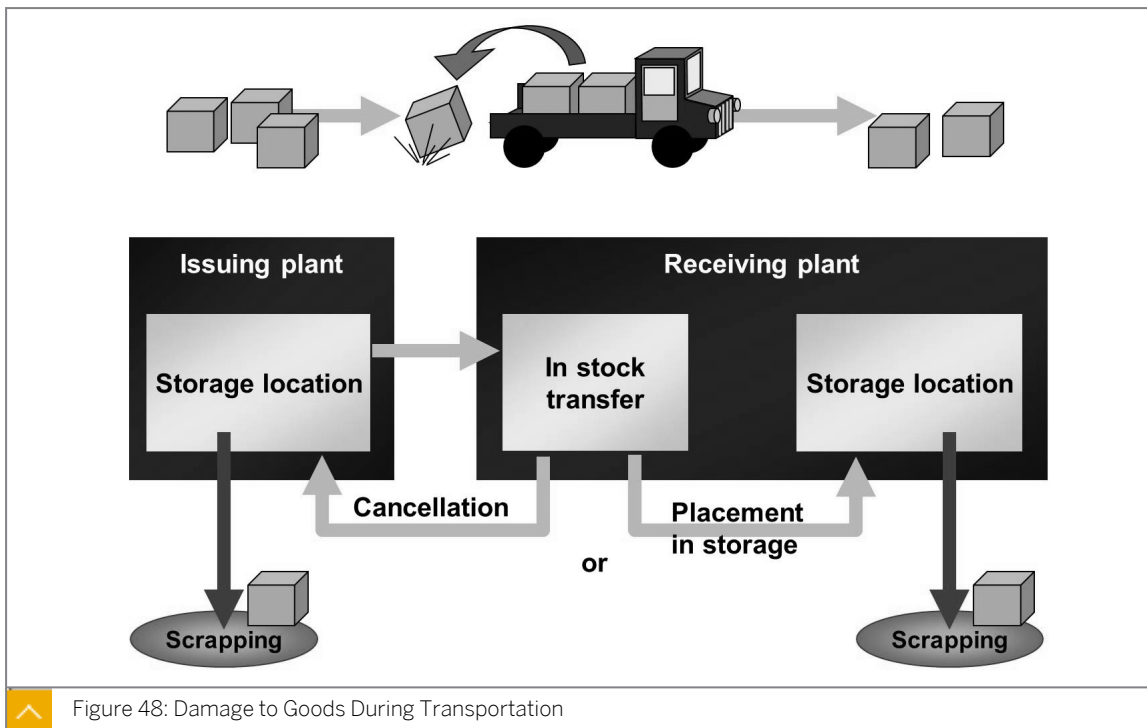 Issuing plant
Receiving plant
Storage location
In stock
transfer
Storage location
Cancellation
or
Placement
in storage
Scrapping
Scrapping
Figure 48: Damage to Goods During Transportation